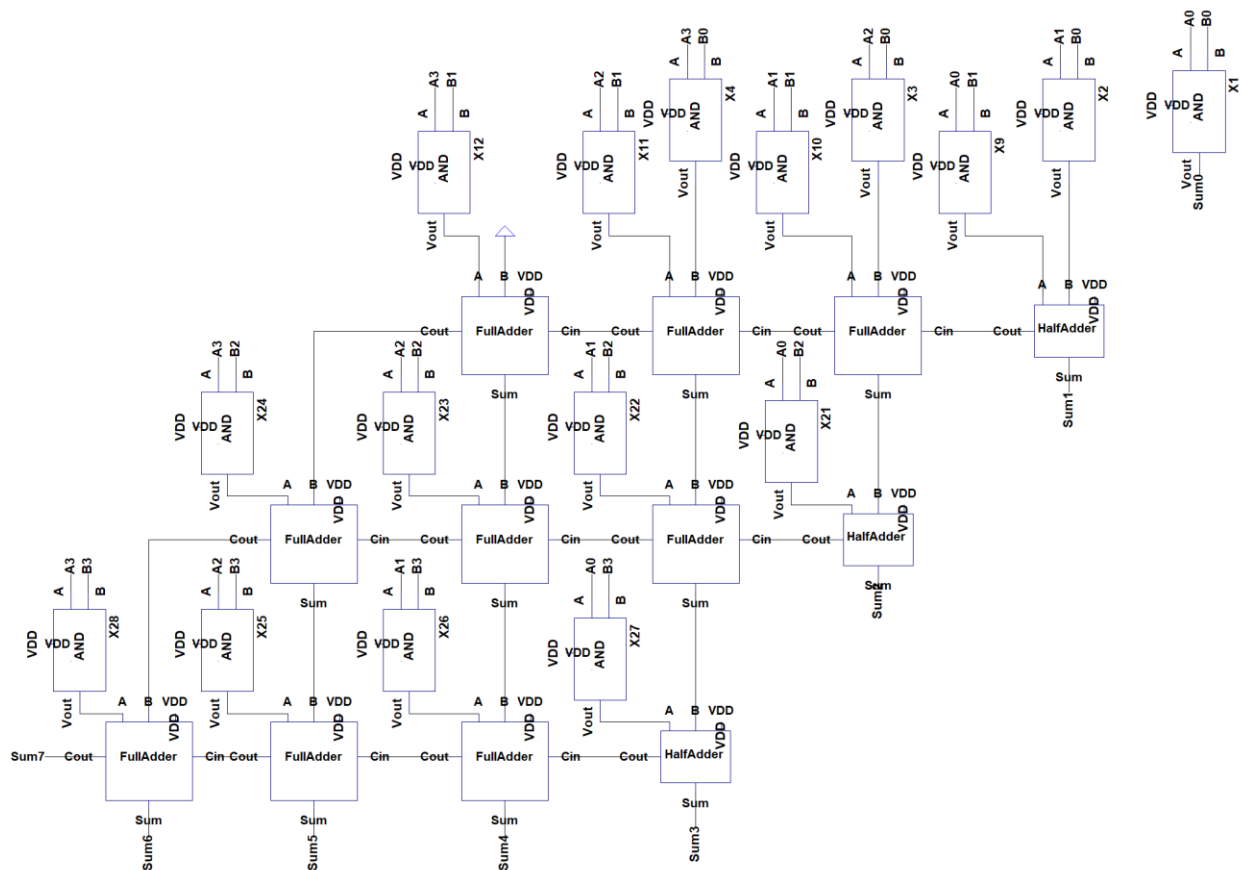 A0 B0
A B
VDD VDD AND X1
Vout
Sum0
A3 B0
A B
VDD VDD AND X4
Vout
A2 B0
A B
VDD VDD AND X3
Vout
A1 B0
A B
VDD VDD AND X2
Vout
A3 B1
A B
VDD VDD AND X12
Vout
A2 B1
A B
VDD VDD AND X11
Vout
A1 B1
A B
VDD VDD AND X10
Vout
A0 B1
A B
VDD VDD AND X9
Vout
A B VDD
VDD
Cout FullAdder Cin
Sum
A B VDD
VDD
Cout FullAdder Cin
Sum
A B VDD
VDD
Cout FullAdder Cin
Sum
A B VDD
VDD
Cout HalfAdder
Sum
Sum1
A3 B2
A B
VDD VDD AND X24
Vout
A2 B2
A B
VDD VDD AND X23
Vout
A1 B2
A B
VDD VDD AND X22
Vout
A0 B2
A B
VDD VDD AND X21
Vout
A B VDD
VDD
Cout FullAdder Cin
Sum
A B VDD
VDD
Cout FullAdder Cin
Sum
A B VDD
VDD
Cout FullAdder Cin
Sum
A B VDD
VDD
Cout HalfAdder
Sum
Sum2
A3 B3
A B
VDD VDD AND X28
Vout
A2 B3
A B
VDD VDD AND X25
Vout
A1 B3
A B
VDD VDD AND X26
Vout
A0 B3
A B
VDD VDD AND X27
Vout
A B VDD
VDD
Sum7 Cout FullAdder Cin
Sum
Sum6
A B VDD
VDD
Cout FullAdder Cin
Sum
Sum5
A B VDD
VDD
Cout FullAdder Cin
Sum
Sum4
A B VDD
VDD
Cout HalfAdder
Sum
Sum3